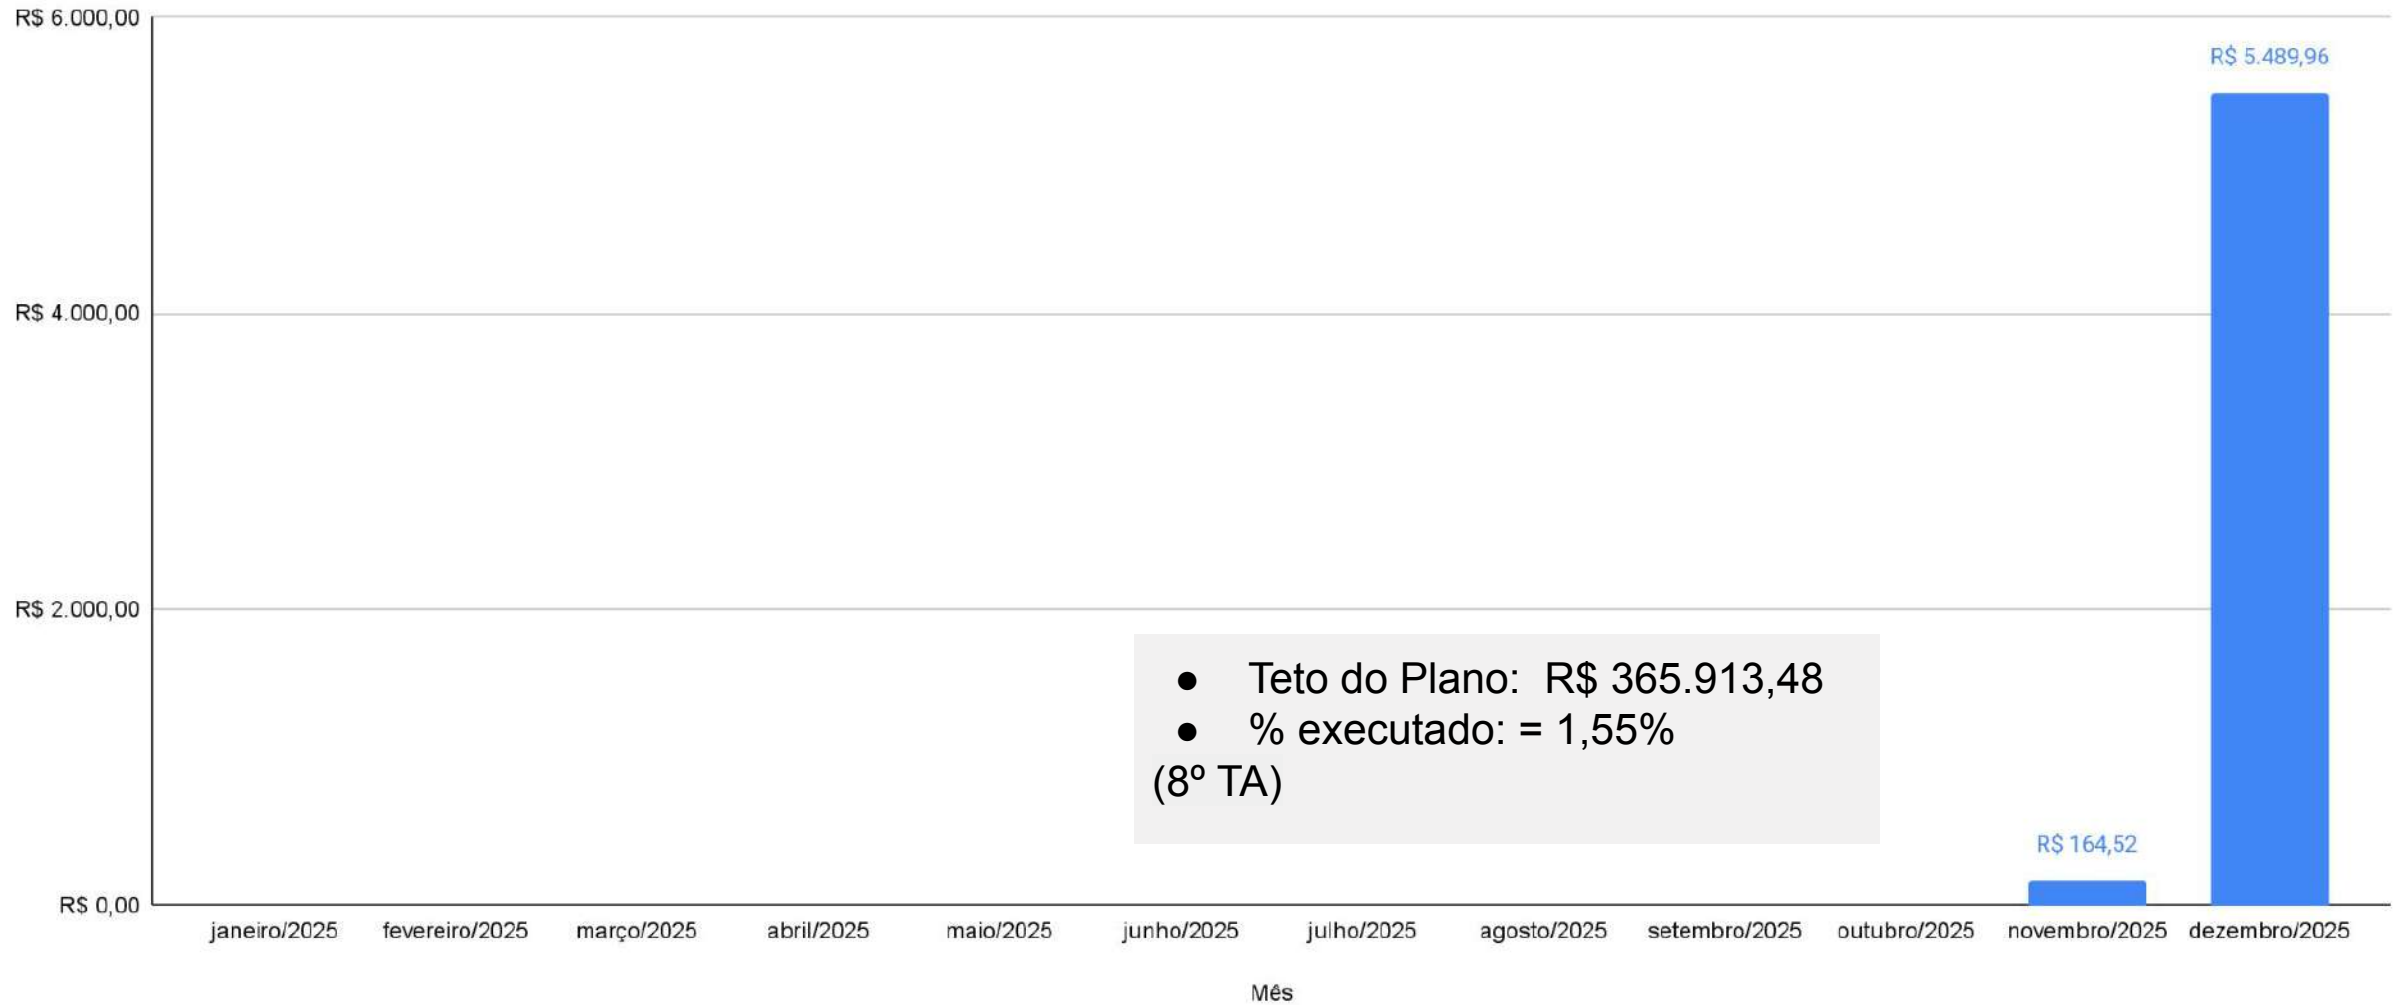 R$ 6.000,00
R$ 5.489,96
R$ 4.000,00
R$ 2.000,00
● Teto do Plano: R$ 365.913,48
● % executado: = 1,55%
(8º TA)
R$ 164,52
R$ 0,00
janeiro/2025 fevereiro/2025 março/2025 abril/2025 maio/2025 junho/2025 julho/2025 agosto/2025 setembro/2025 outubro/2025 novembro/2025 dezembro/2025
Mês